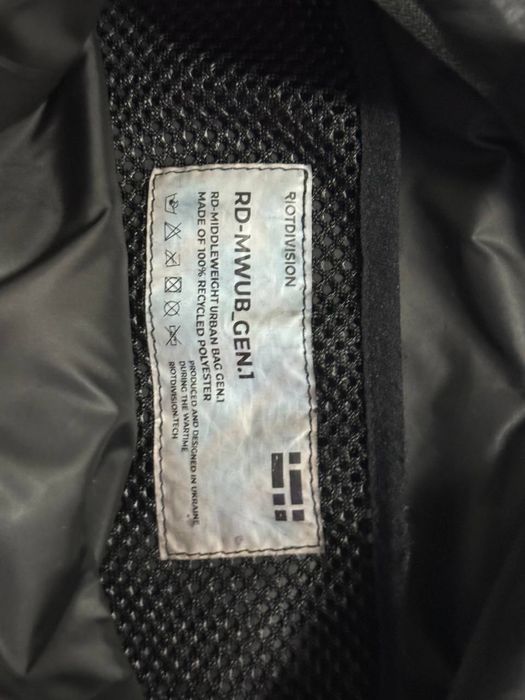 RIOTDIVISION
RD-MWUB_GEN.1
RD-MIDDLEWEIGHT URBAN BAG GEN.1
MADE OF 100% RECYCLED POLYESTER
PRODUCED AND DESIGNED IN UKRAINE
DURING THE WARTIME
RIOTDIVISION.TECH